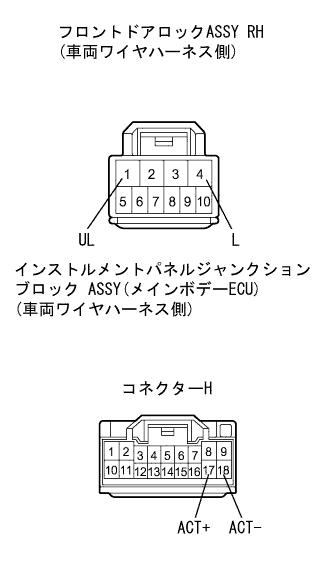 フロントドアロックASSY RH
(車両ワイヤハーネス側)
1 2 3 4
5 6 7 8 9 10
UL L
インストルメントパネルジャンクション
ブロック ASSY(メインボデーECU)
(車両ワイヤハーネス側)
コネクターH
1 2 3 4 5 6 7 8 9
10 11 12 13 14 15 16 17 18
ACT+ ACT-